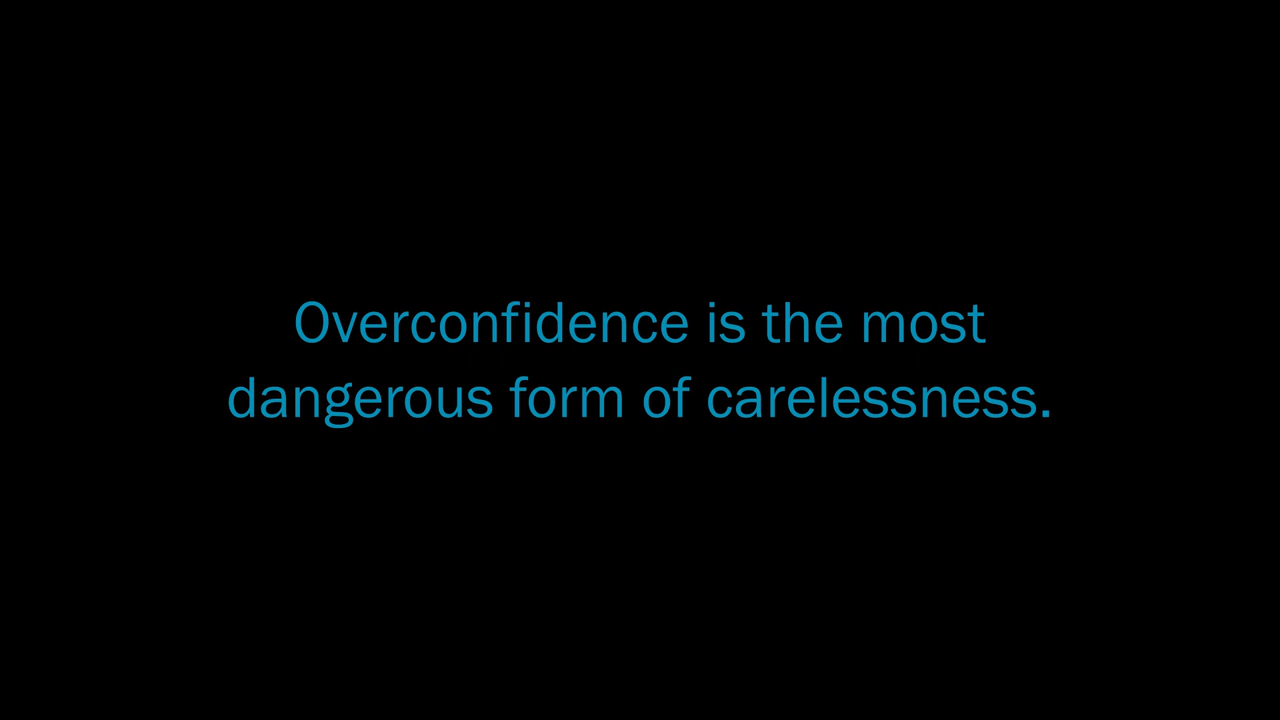 Overconfidence is the most
dangerous form of carelessness.